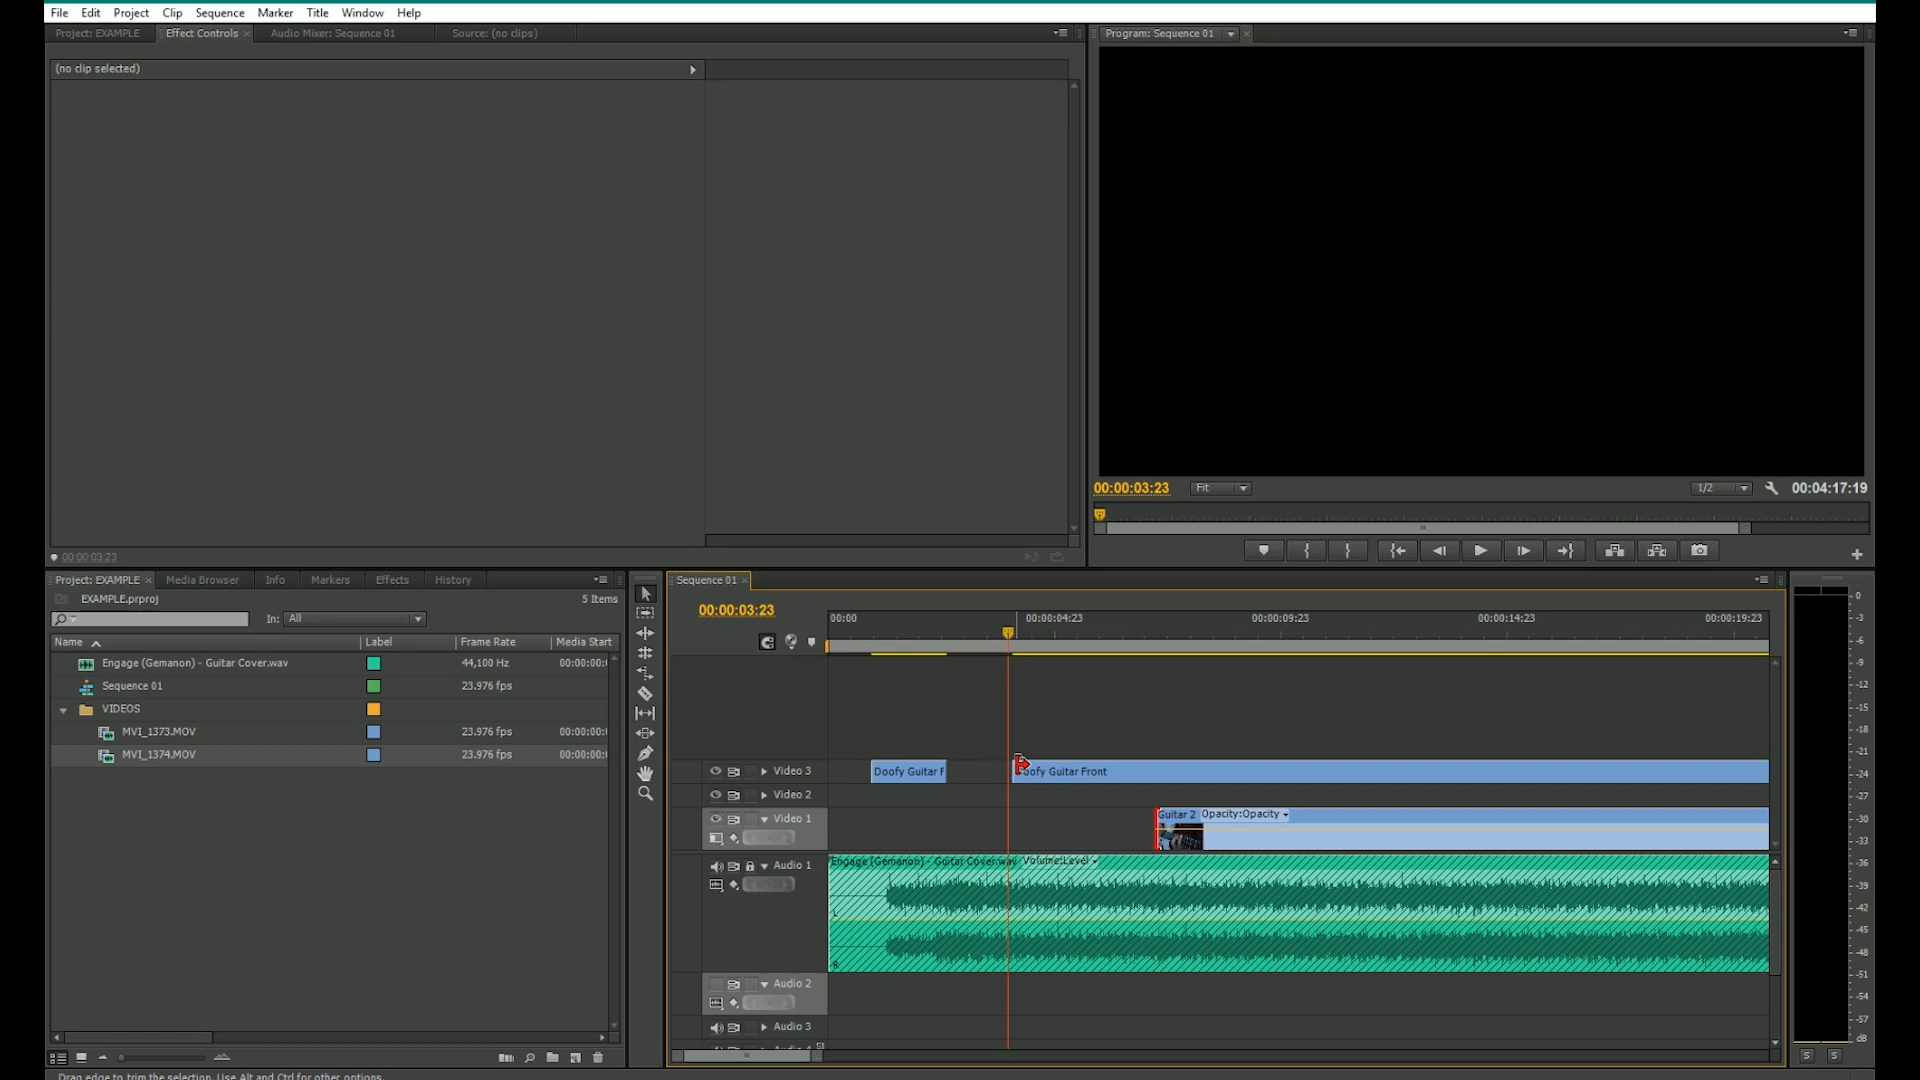 File Edit Project Clip Sequence Marker Title Window Help
Project: EXAMPLE Effect Controls × Audio Mixer: Sequence 01 Source: (no clips) Program: Sequence 01
(no clip selected)
00:00:03:23 Fit 1/2 00:04:17:19
00:00:03:23
Project: EXAMPLE × Media Browser Info Markers Effects History Sequence 01 ×
EXAMPLE.prproj 5 Items
In: All
00:00:03:23
00:00 00:00:04:23 00:00:09:23 00:00:14:23 00:00:19:23
Name Label Frame Rate Media Start
Engage (Gemanon) - Guitar Cover.wav 44,100 Hz 00:00:00:
Sequence 01 23.976 fps
VIDEOS
MVI_1373.MOV 23.976 fps 00:00:00:
MVI_1374.MOV 23.976 fps 00:00:00:
Video 3 Doofy Guitar F oofy Guitar Front
Video 2
Video 1 Guitar 2 Opacity:Opacity
Audio 1 Engage (Gemanon) - Guitar Cover.wav Volume:Level
L
R
Audio 2
Audio 3
0
-3
-6
-9
-12
-15
-18
-21
-24
-27
-30
-33
-36
-39
-42
-45
-48
-51
-54
-57
dB
S S
Drag edge to trim the selection. Use Alt and Ctrl for other options.